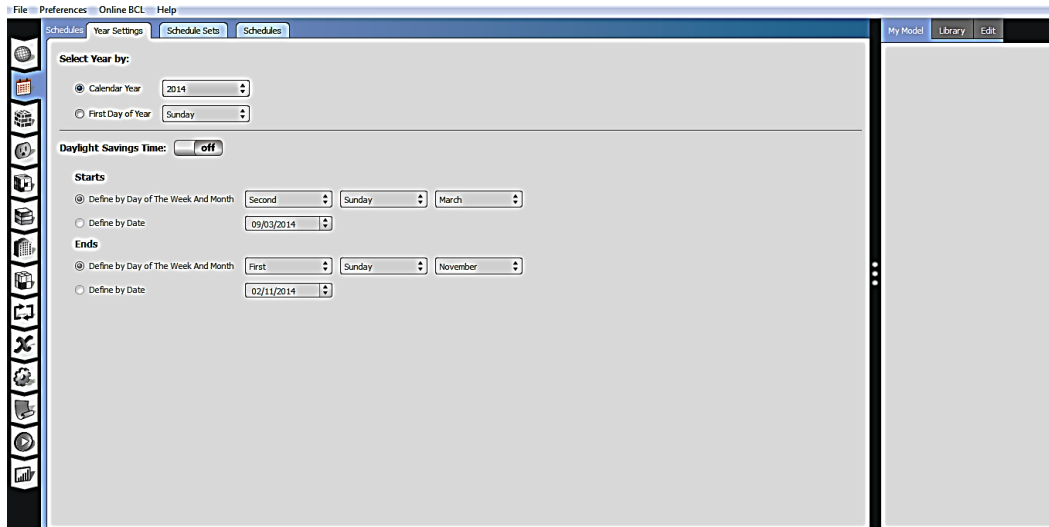 File Preferences Online BCL Help
Schedules Year Settings Schedule Sets Schedules My Model Library Edit
Select Year by:
Calendar Year 2014
First Day of Year Sunday
Daylight Savings Time: off
Starts
Define by Day of The Week And Month Second Sunday March
Define by Date 09/03/2014
Ends
Define by Day of The Week And Month First Sunday November
Define by Date 02/11/2014